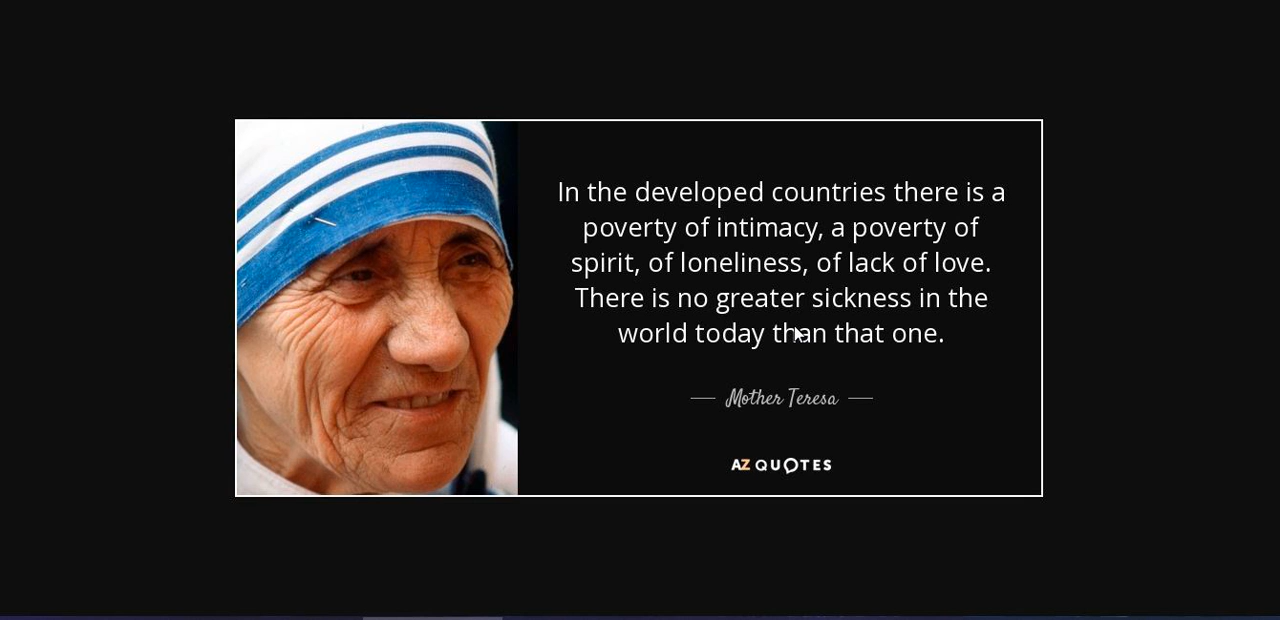 In the developed countries there is a
poverty of intimacy, a poverty of
spirit, of loneliness, of lack of love.
There is no greater sickness in the
world today than that one.
Mother Teresa
AZ QUOTES